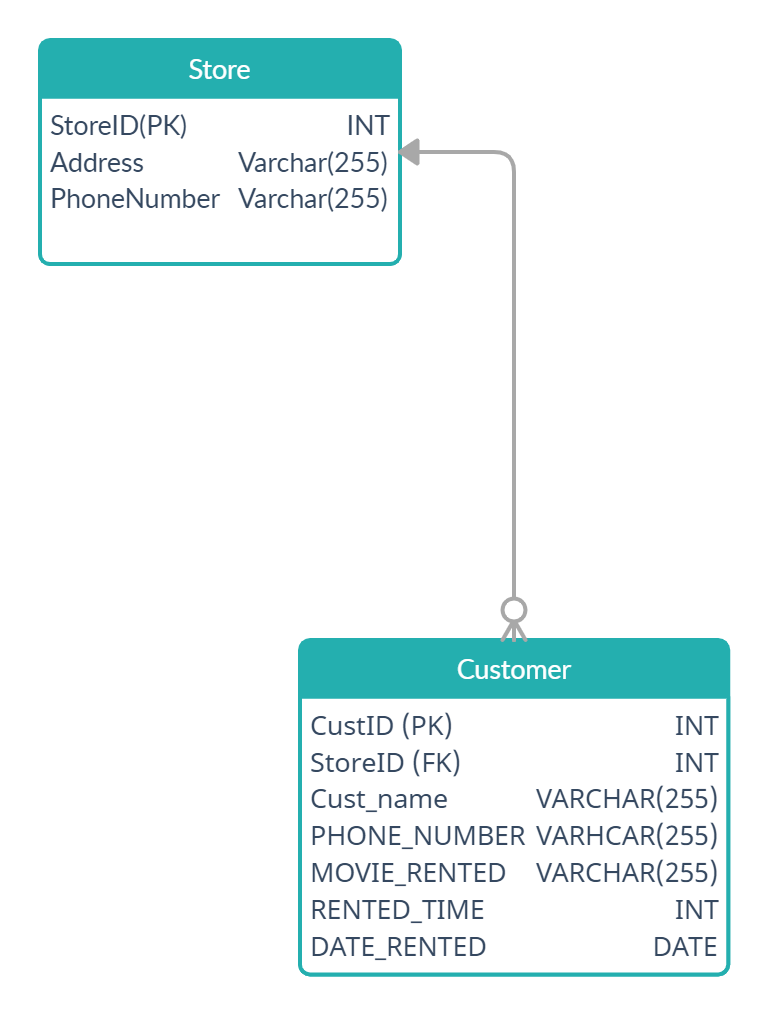 Store
StoreID(PK) INT
Address Varchar(255)
PhoneNumber Varchar(255)
Customer
CustID (PK) INT
StoreID (FK) INT
Cust_name VARCHAR(255)
PHONE_NUMBER VARHCAR(255)
MOVIE_RENTED VARCHAR(255)
RENTED_TIME INT
DATE_RENTED DATE